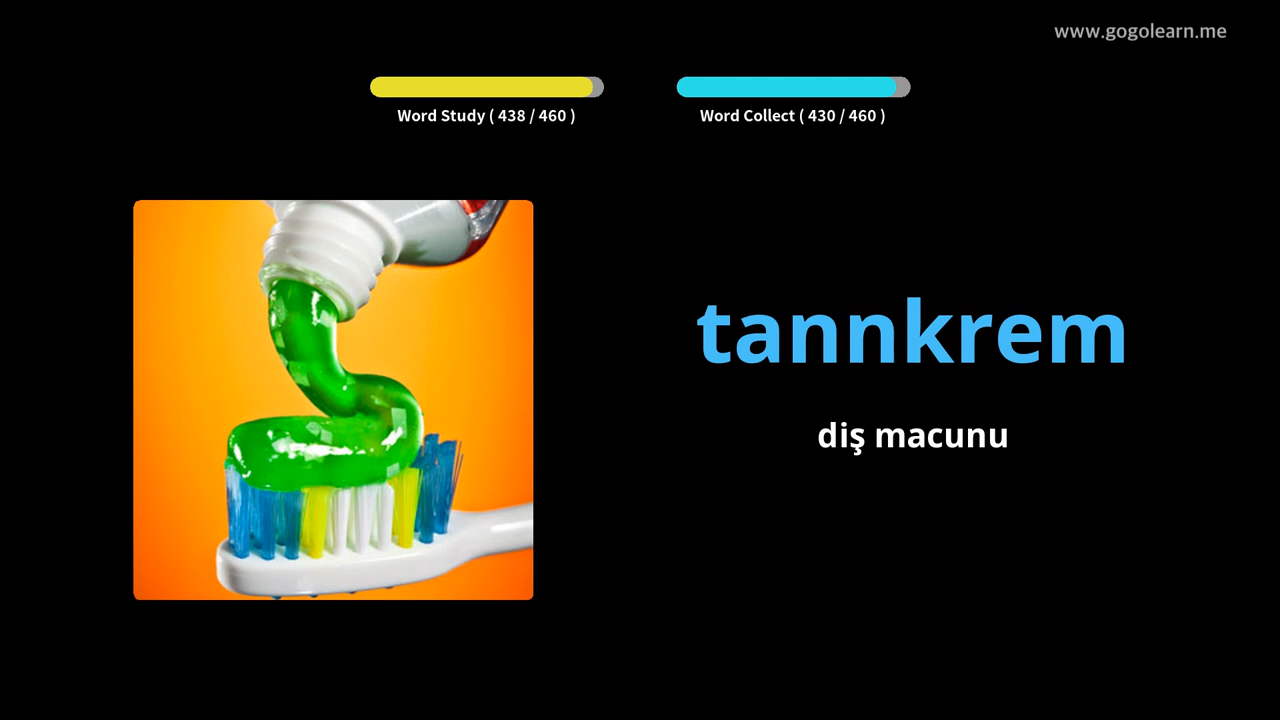 www.gogolearn.me
Word Study ( 438 / 460 )
Word Collect ( 430 / 460 )
tannkrem
diş macunu